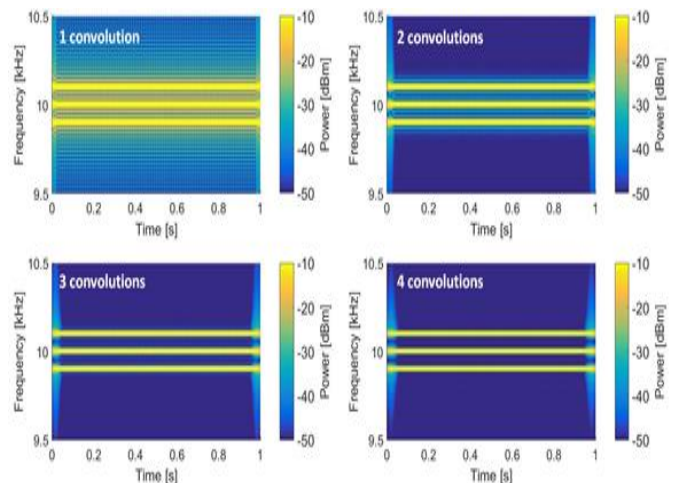 1 convolution
10.5
10
9.5
Frequency [kHz]
0 0.2 0.4 0.6 0.8 1
Time [s]
-10
-20
-30
-40
-50
Power [dBm]
2 convolutions
10.5
10
9.5
Frequency [kHz]
0 0.2 0.4 0.6 0.8 1
Time [s]
-10
-20
-30
-40
-50
Power [dBm]
3 convolutions
10.5
10
9.5
Frequency [kHz]
0 0.2 0.4 0.6 0.8 1
Time [s]
-10
-20
-30
-40
-50
Power [dBm]
4 convolutions
10.5
10
9.5
Frequency [kHz]
0 0.2 0.4 0.6 0.8 1
Time [s]
-10
-20
-30
-40
-50
Power [dBm]